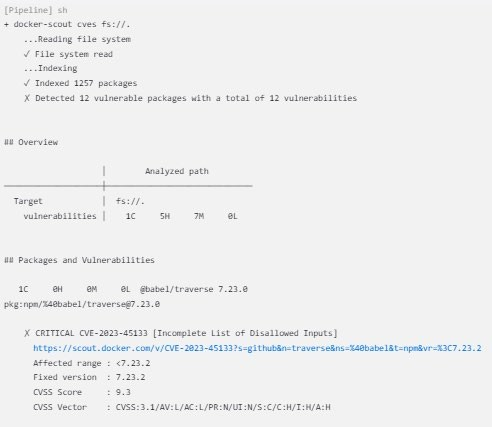 [Pipeline] sh
+ docker-scout cves fs://.
...Reading file system
✓ File system read
...Indexing
✓ Indexed 1257 packages
✗ Detected 12 vulnerable packages with a total of 12 vulnerabilities
## Overview
│ Analyzed path
Target │ fs://.
vulnerabilities │ 1C 5H 7M 0L
## Packages and Vulnerabilities
1C 0H 0M 0L @babel/traverse 7.23.0
pkg:npm/%40babel/traverse@7.23.0
✗ CRITICAL CVE-2023-45133 [Incomplete List of Disallowed Inputs]
https://scout.docker.com/v/CVE-2023-45133?s=github&n=traverse&ns=%40babel&t=npm&vr=%3C7.23.2
Affected range : <7.23.2
Fixed version : 7.23.2
CVSS Score : 9.3
CVSS Vector : CVSS:3.1/AV:L/AC:L/PR:N/UI:N/S:C/C:H/I:H/A:H